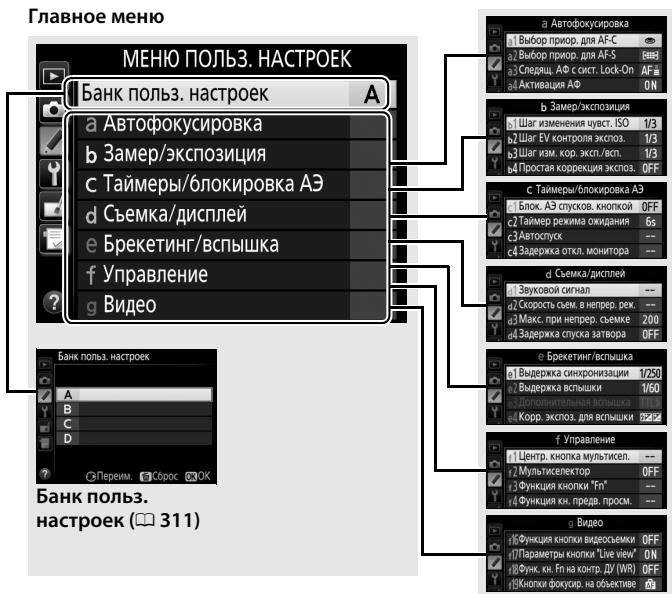 Главное меню
МЕНЮ ПОЛЬЗ. НАСТРОЕК
Банк польз. настроек A
a Автофокусировка
b Замер/экспозиция
c Таймеры/блокировка АЭ
d Съемка/дисплей
e Брекетинг/вспышка
f Управление
g Видео
?
Банк польз. настроек
A
B
C
D
? Переим. Сброс OK OK
Банк польз.
настроек (311)
a Автофокусировка
a1 Выбор приор. для AF-C
a2 Выбор приор. для AF-S
a3 Следящ. АФ с сист. Lock-On AF
a4 Активация АФ ON
b Замер/экспозиция
b1 Шаг изменения чувст. ISO 1/3
b2 Шаг EV контроля экспоз. 1/3
b3 Шаг изм. кор. эксп./всп. 1/3
b4 Простая коррекция экспоз. OFF
c Таймеры/блокировка АЭ
c1 Блок. АЭ спусков. кнопкой OFF
c2 Таймер режима ожидания 6s
c3 Автоспуск --
c4 Задержка откл. монитора --
d Съемка/дисплей
d1 Звуковой сигнал --
d2 Скорость съем. в непрер. реж. --
d3 Макс. при непрер. съемке 200
d4 Задержка спуска затвора OFF
e Брекетинг/вспышка
e1 Выдержка синхронизации 1/250
e2 Выдержка вспышки 1/60
e3 Дополнительная вспышка TTL
e4 Корр. экспоз. для вспышки
f Управление
f1 Центр. кнопка мультисел. --
f2 Мультиселектор OFF
f3 Функция кнопки "Fn" --
f4 Функция кн. предв. просм. --
g Видео
f16 Функция кнопки видеосъемки OFF
f17 Параметры кнопки "Live view" ON
f18 Функ. кн. Fn на контр. ДУ (WR) OFF
f19 Кнопки фокусир. на объективе